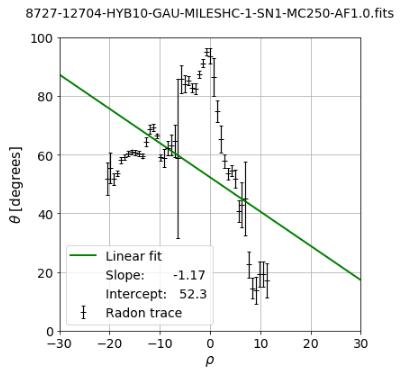 8727-12704-HYB10-GAU-MILESHC-1-SN1-MC250-AF1.0.fits
100
80
60
40
20
0
θ [degrees]
Linear fit
Slope: -1.17
Intercept: 52.3
Radon trace
−30 −20 −10 0 10 20 30
ρ